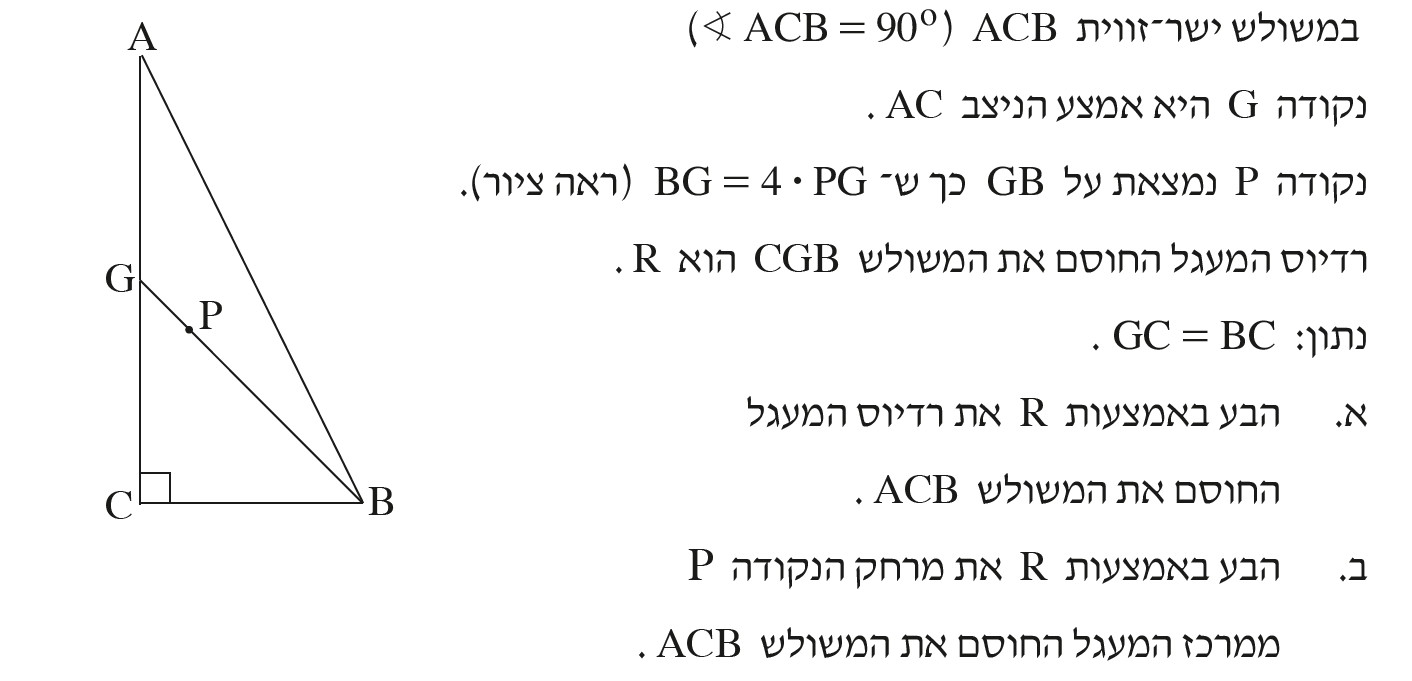 במשולש ישר־זווית ACB (∢ ACB = 90°)
נקודה G היא אמצע הניצב AC .
נקודה P נמצאת על GB כך ש־ BG = 4 · PG (ראה ציור).
רדיוס המעגל החוסם את המשולש CGB הוא R .
נתון: GC = BC .
א. הבע באמצעות R את רדיוס המעגל
החוסם את המשולש ACB .
ב. הבע באמצעות R את מרחק הנקודה P
ממרכז המעגל החוסם את המשולש ACB .
A
G
P
C
B